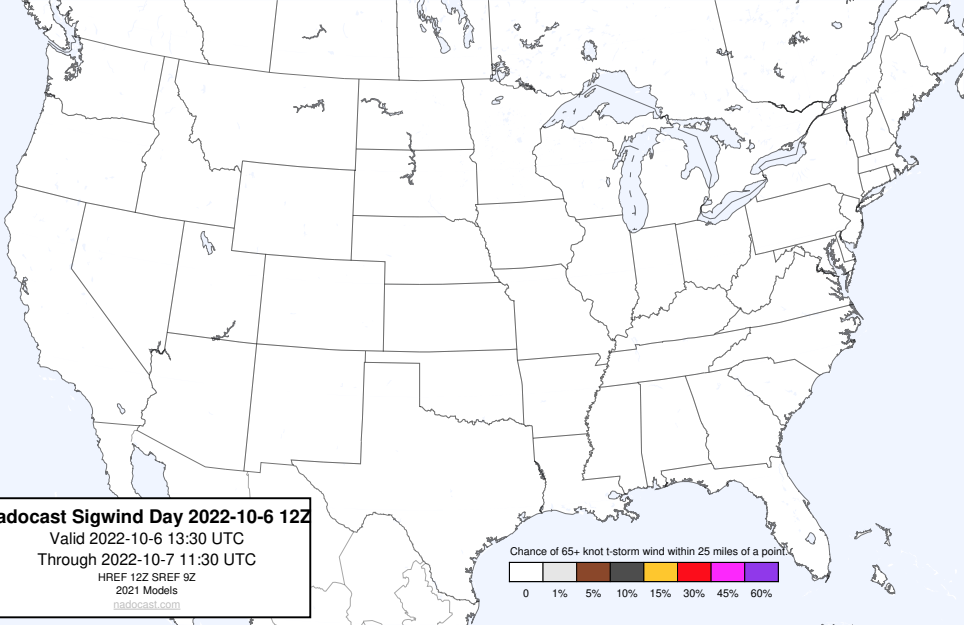 adocast Sigwind Day 2022-10-6 12Z
Valid 2022-10-6 13:30 UTC
Through 2022-10-7 11:30 UTC
HREF 12Z SREF 9Z
2021 Models
nadocast.com
Chance of 65+ knot t-storm wind within 25 miles of a point.
0 1% 5% 10% 15% 30% 45% 60%